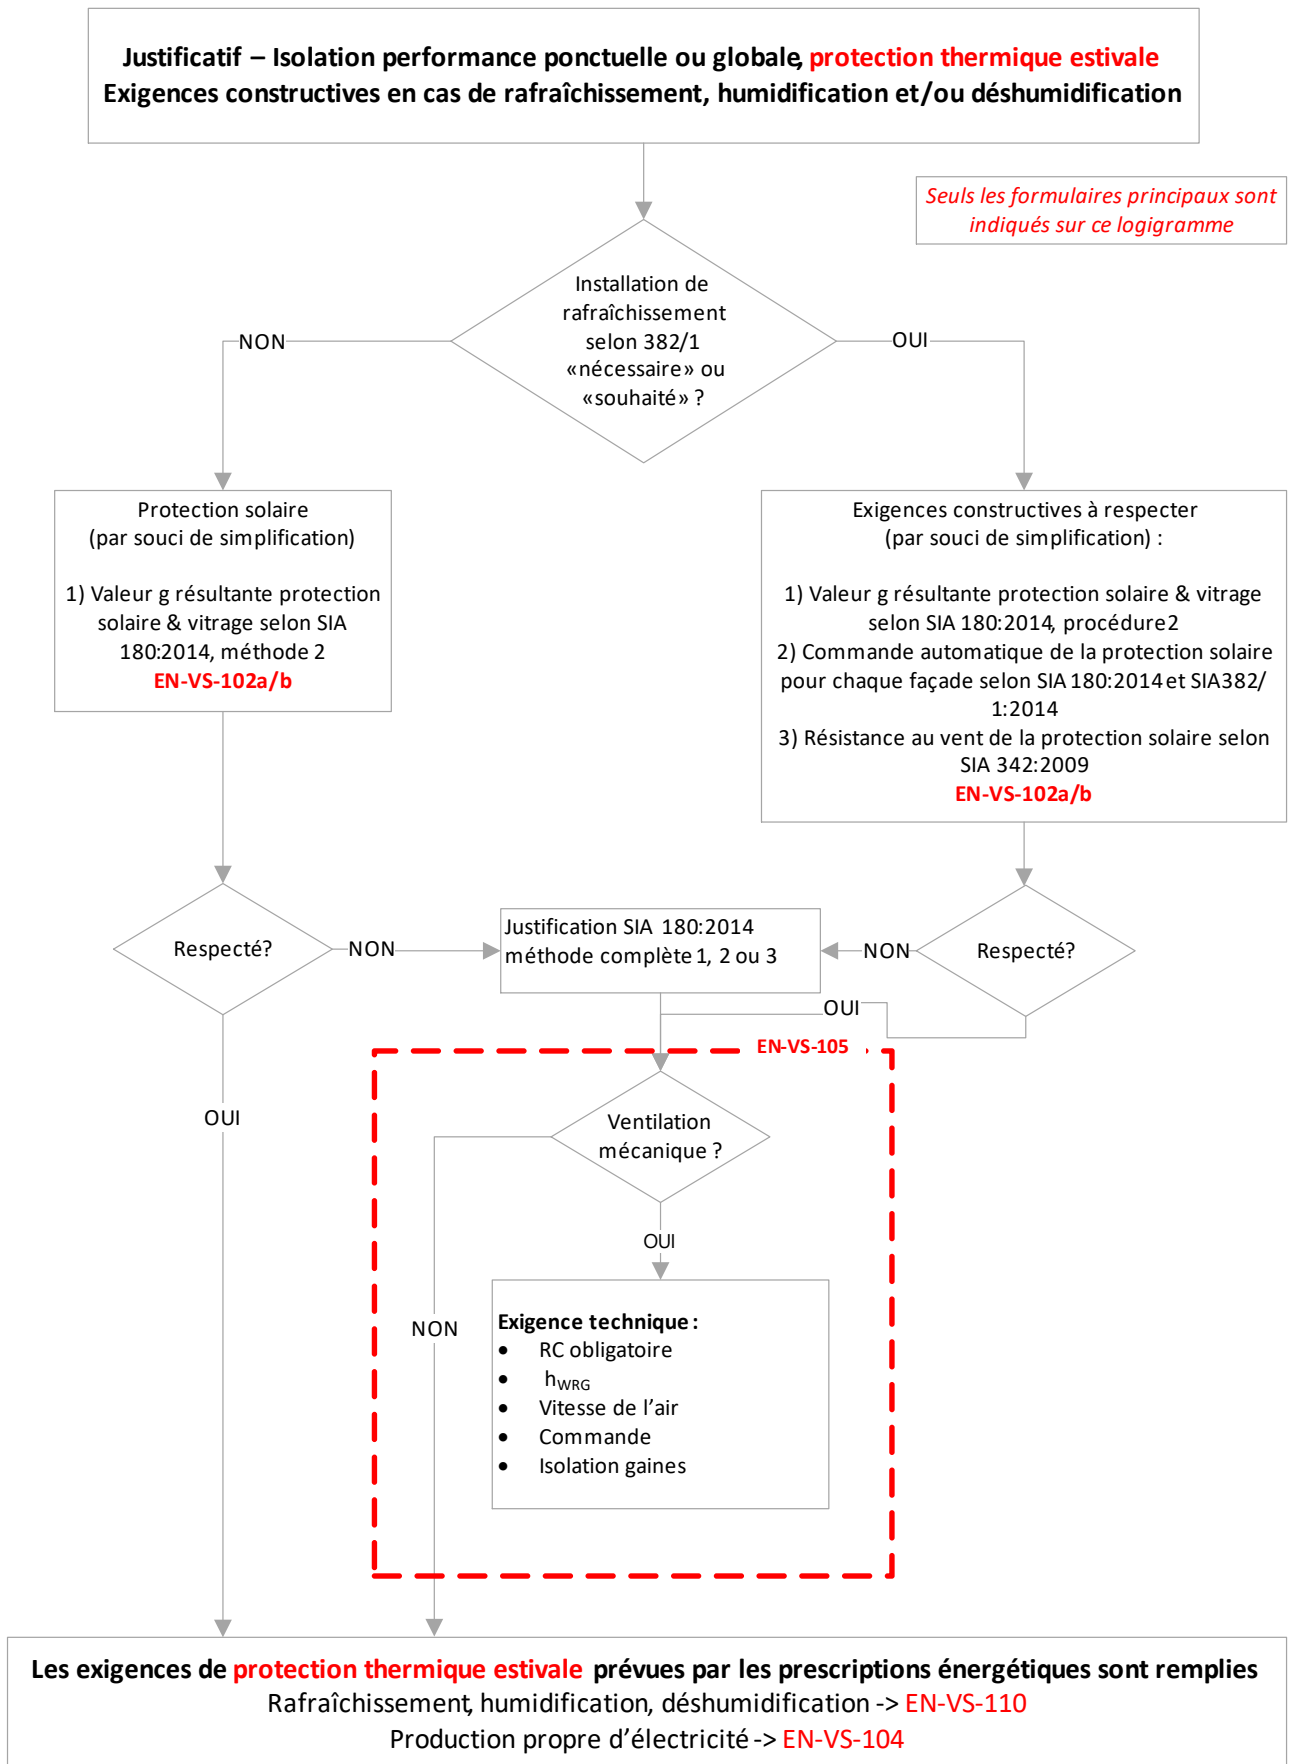 Justificatif – Isolation performance ponctuelle ou globale, protection thermique estivale
Exigences constructives en cas de rafraîchissement, humidification et/ou déshumidification
Seuls les formulaires principaux sont
indiqués sur ce logigramme
Installation de
rafraîchissement
selon 382/1
«nécessaire» ou
«souhaité» ?
NON
OUI
Protection solaire
(par souci de simplification)
1) Valeur g résultante protection
solaire & vitrage selon SIA
180:2014, méthode 2
EN-VS-102a/b
Exigences constructives à respecter
(par souci de simplification) :
1) Valeur g résultante protection solaire & vitrage
selon SIA 180:2014, procédure 2
2) Commande automatique de la protection solaire
pour chaque façade selon SIA 180:2014 et SIA382/
1:2014
3) Résistance au vent de la protection solaire selon
SIA 342:2009
EN-VS-102a/b
Respecté?
NON
Justification SIA 180:2014
méthode complète 1, 2 ou 3
NON
Respecté?
OUI
EN-VS-105
OUI
Ventilation
mécanique ?
OUI
NON
Exigence technique :
• RC obligatoire
• hWRG
• Vitesse de l’air
• Commande
• Isolation gaines
Les exigences de protection thermique estivale prévues par les prescriptions énergétiques sont remplies
Rafraîchissement, humidification, déshumidification -> EN-VS-110
Production propre d’électricité -> EN-VS-104